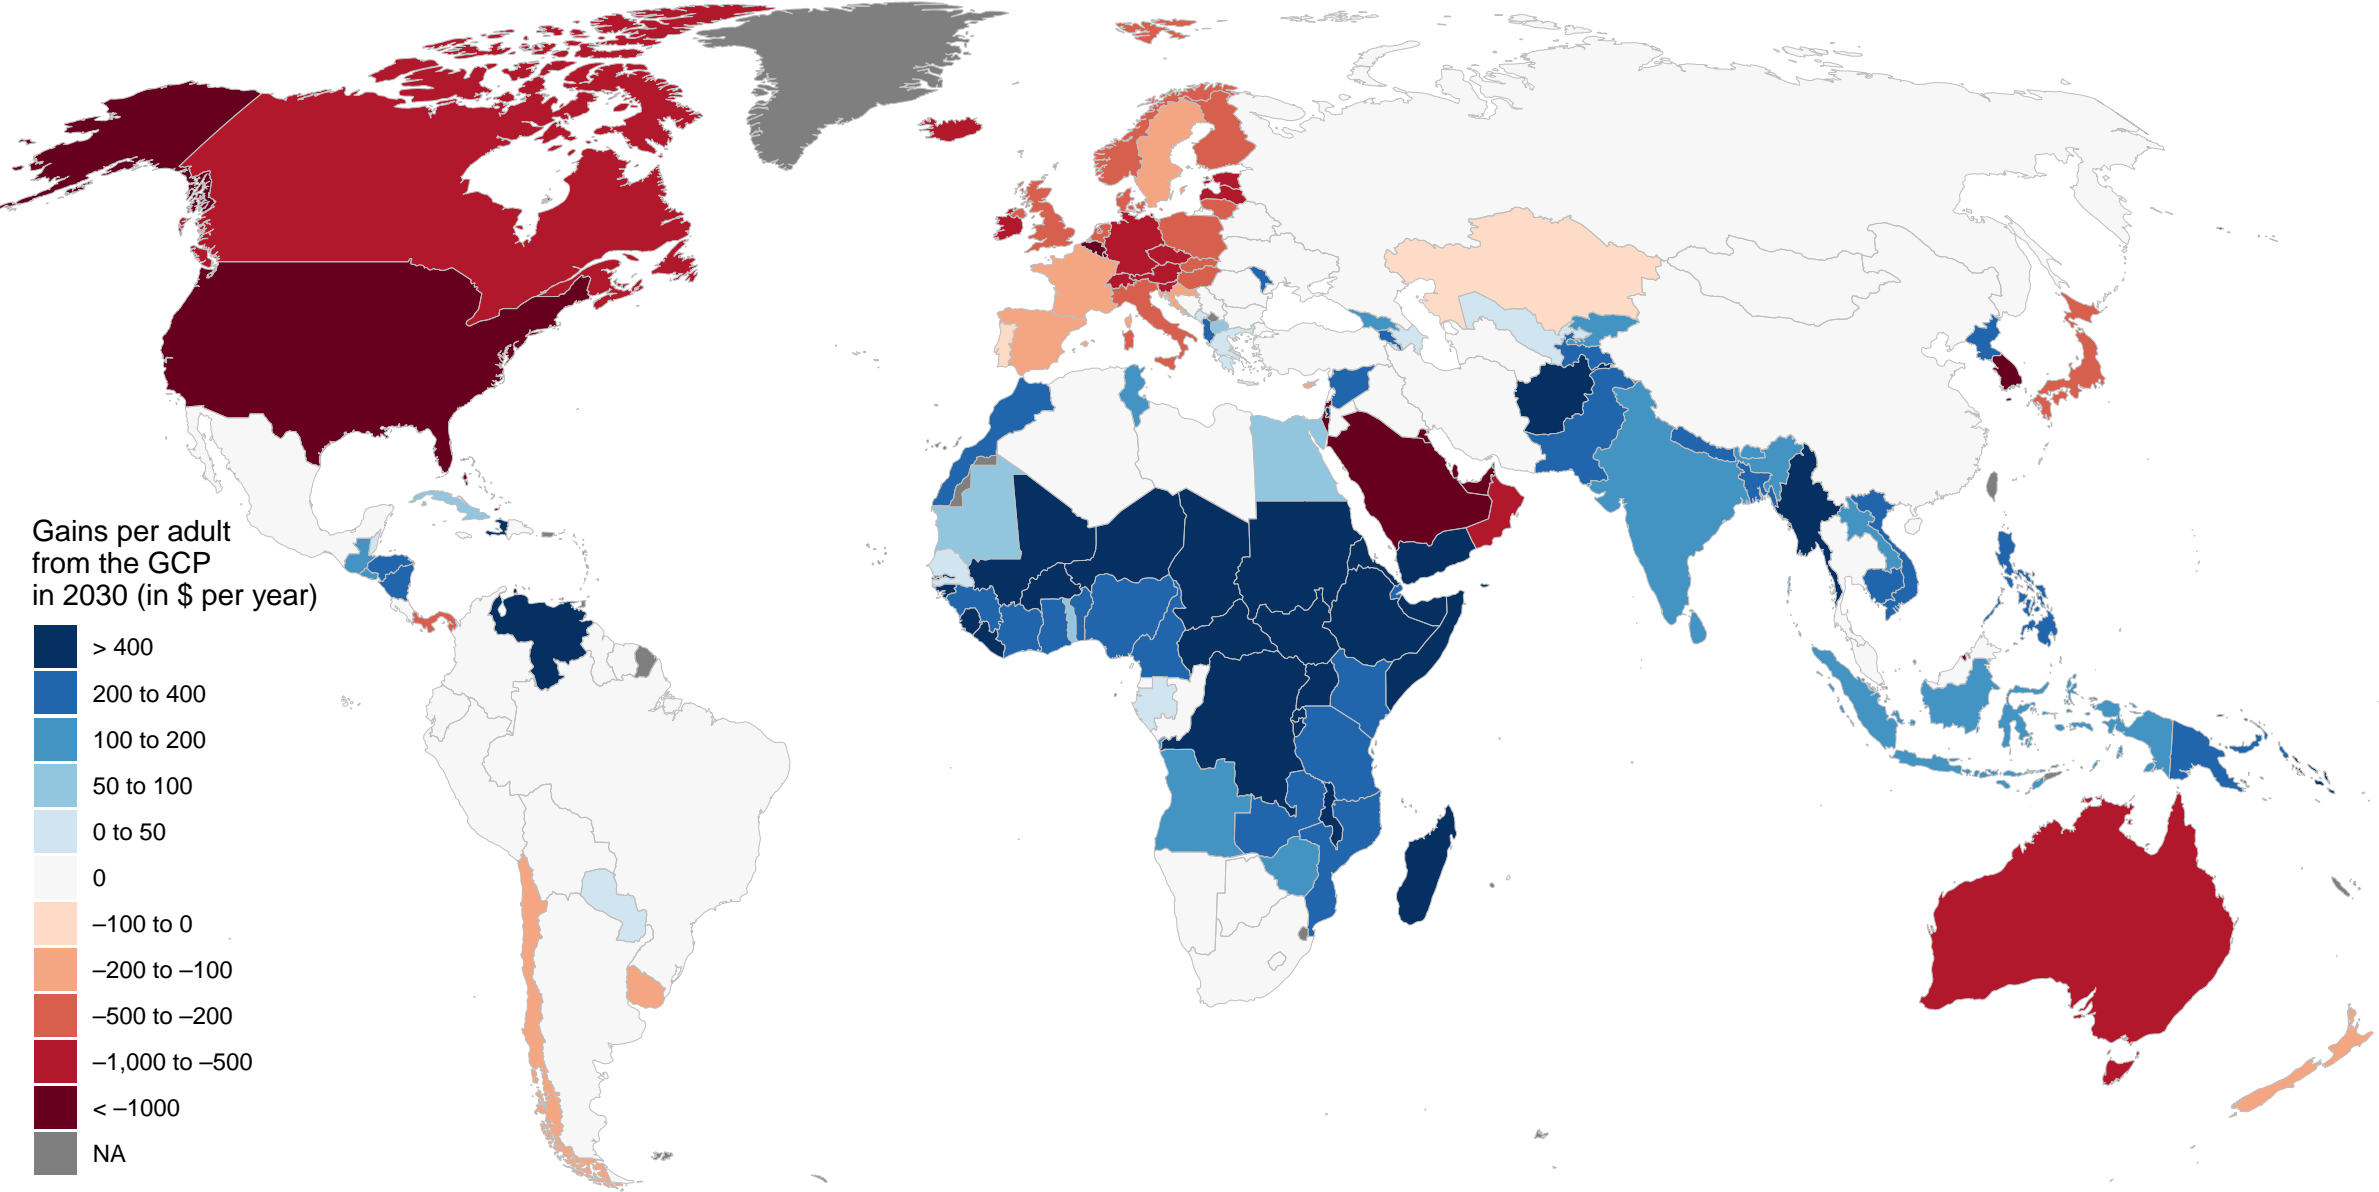 Gains per adult
from the GCP
in 2030 (in $ per year)
> 400
200 to 400
100 to 200
50 to 100
0 to 50
0
–100 to 0
–200 to –100
–500 to –200
–1,000 to –500
< –1000
NA